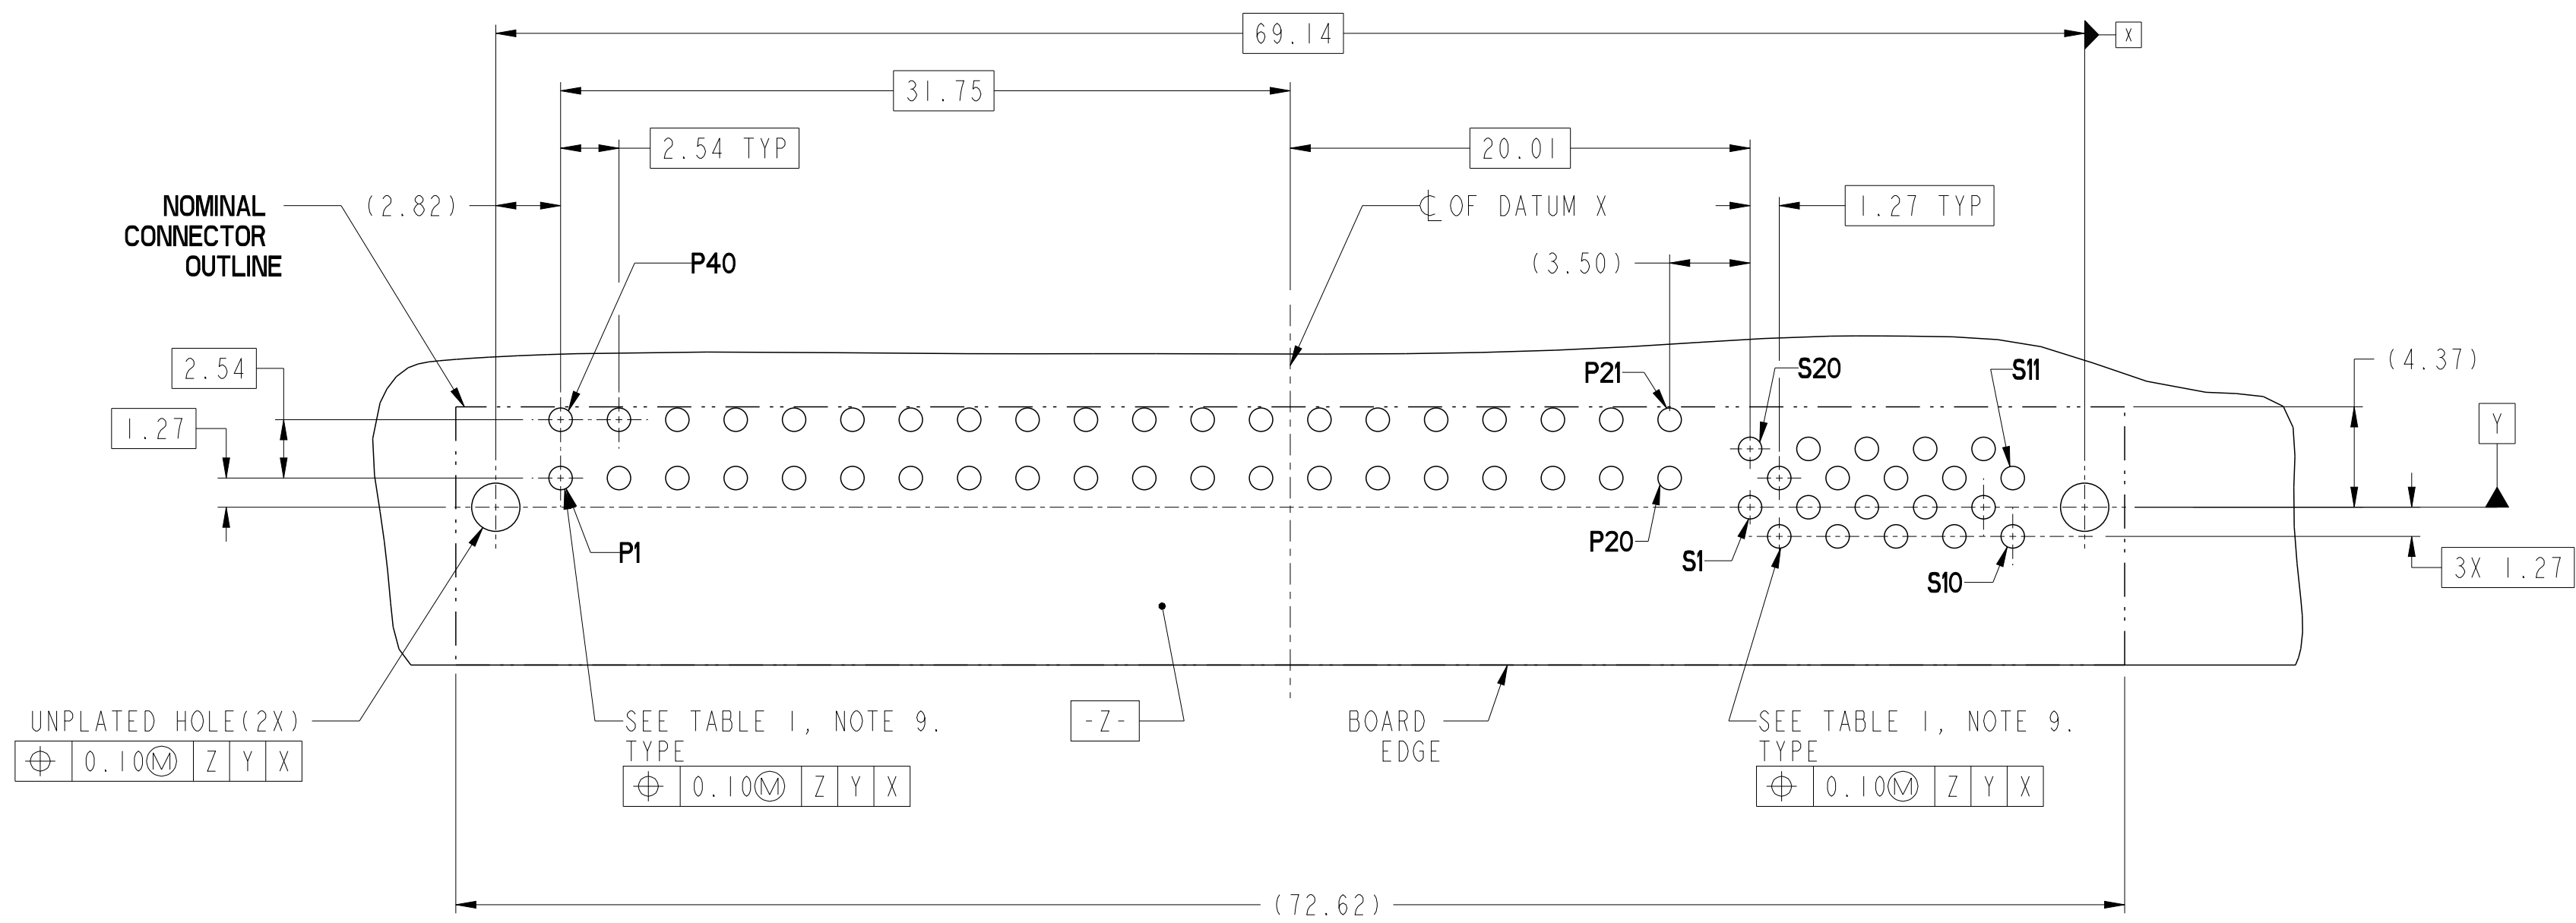 69.14
X
31.75
2.54 TYP
20.01
NOMINAL
CONNECTOR
OUTLINE
(2.82)
℄ OF DATUM X
1.27 TYP
P40
(3.50)
2.54
1.27
P21
S20
S11
(4.37)
Y
P1
P20
S1
S10
3X 1.27
UNPLATED HOLE(2X)
⌖ 0.10Ⓜ Z Y X
SEE TABLE 1, NOTE 9.
TYPE
⌖ 0.10Ⓜ Z Y X
-Z-
BOARD
EDGE
SEE TABLE 1, NOTE 9.
TYPE
⌖ 0.10Ⓜ Z Y X
(72.62)